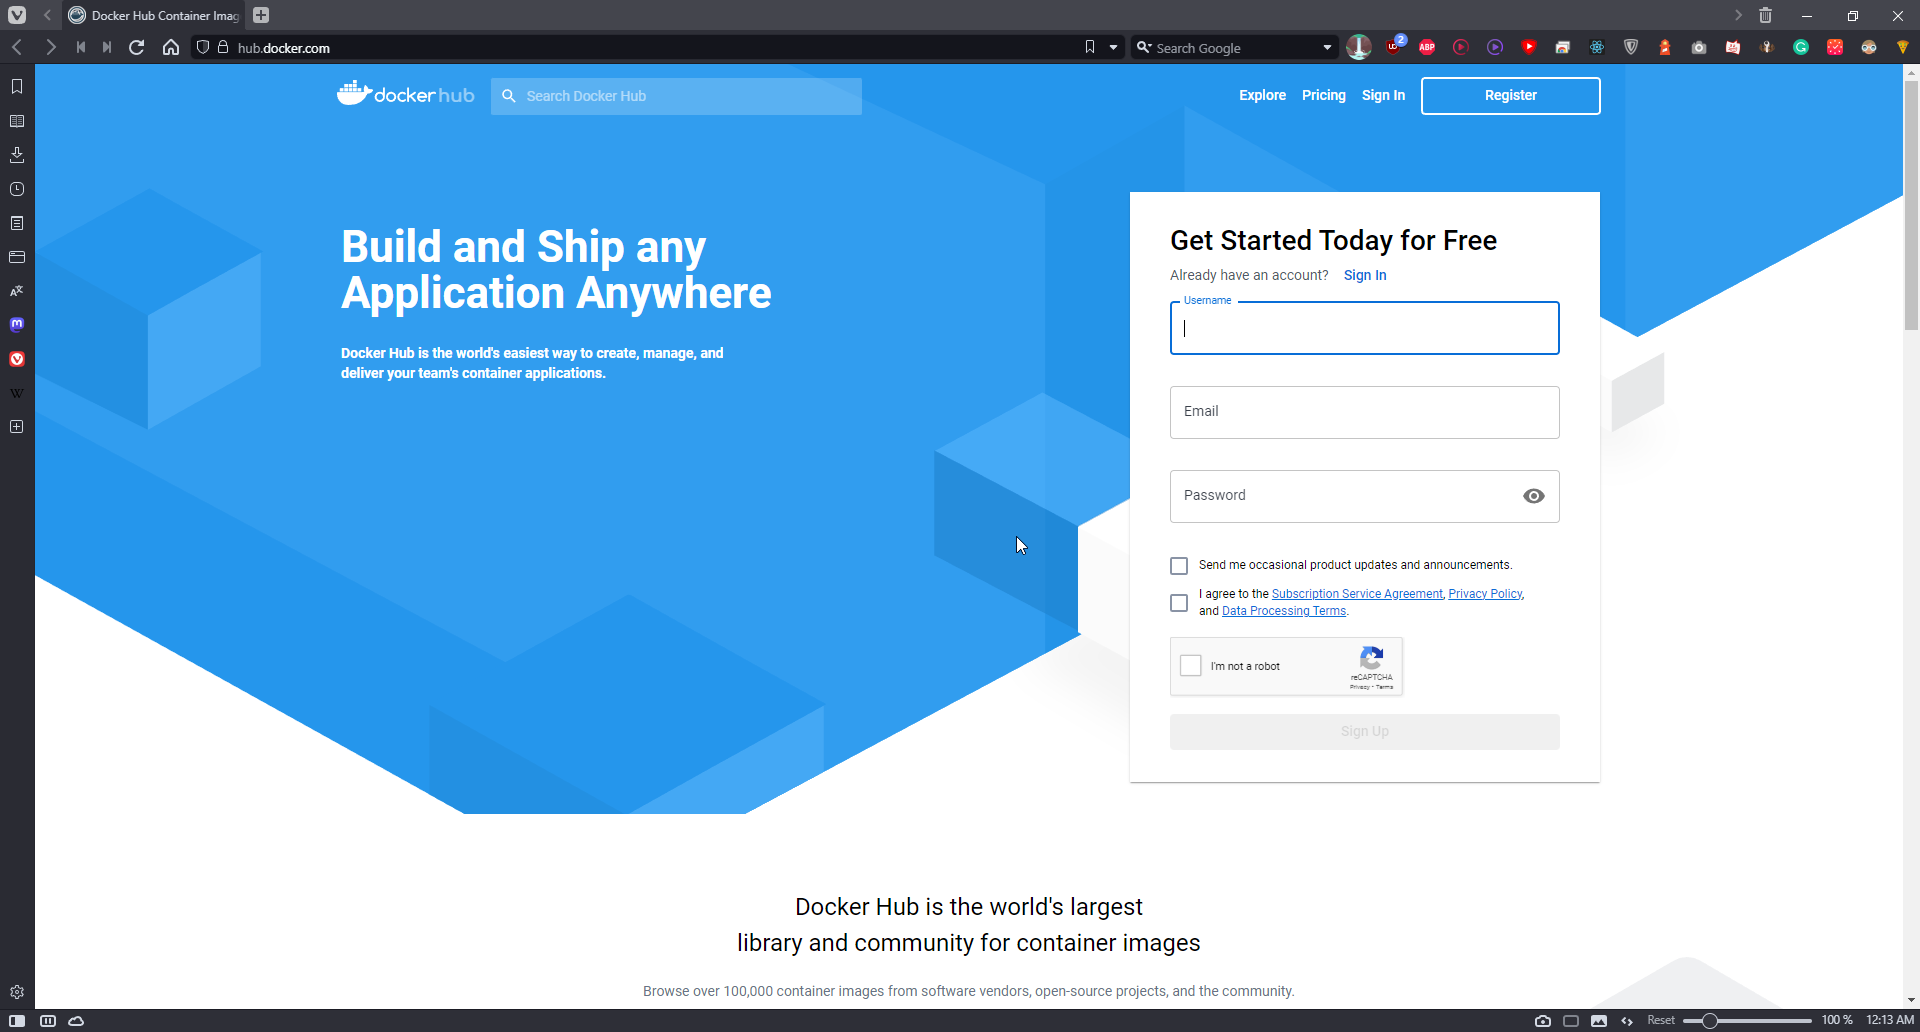 Docker Hub Container Imag
hub.docker.com
Search Google
2
ABP
docker hub
Search Docker Hub
Explore
Pricing
Sign In
Register
Build and Ship any
Application Anywhere
Docker Hub is the world's easiest way to create, manage, and
deliver your team's container applications.
Get Started Today for Free
Already have an account? Sign In
Username
Email
Password
Send me occasional product updates and announcements.
I agree to the Subscription Service Agreement, Privacy Policy,
and Data Processing Terms.
I'm not a robot
reCAPTCHA
Privacy - Terms
Sign Up
Docker Hub is the world's largest
library and community for container images
Browse over 100,000 container images from software vendors, open-source projects, and the community.
Reset
100 %
12:13 AM